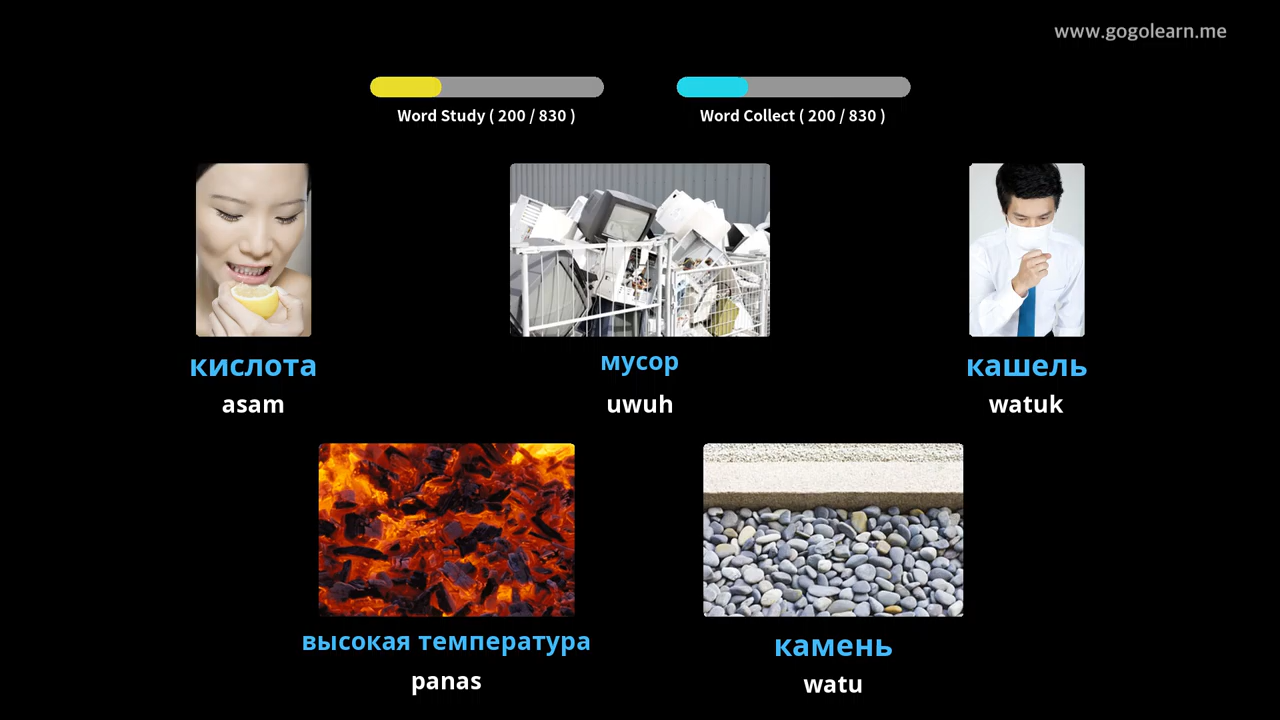 www.gogolearn.me
Word Study ( 200 / 830 )
Word Collect ( 200 / 830 )
кислота
asam
мусор
uwuh
кашель
watuk
высокая температура
panas
камень
watu